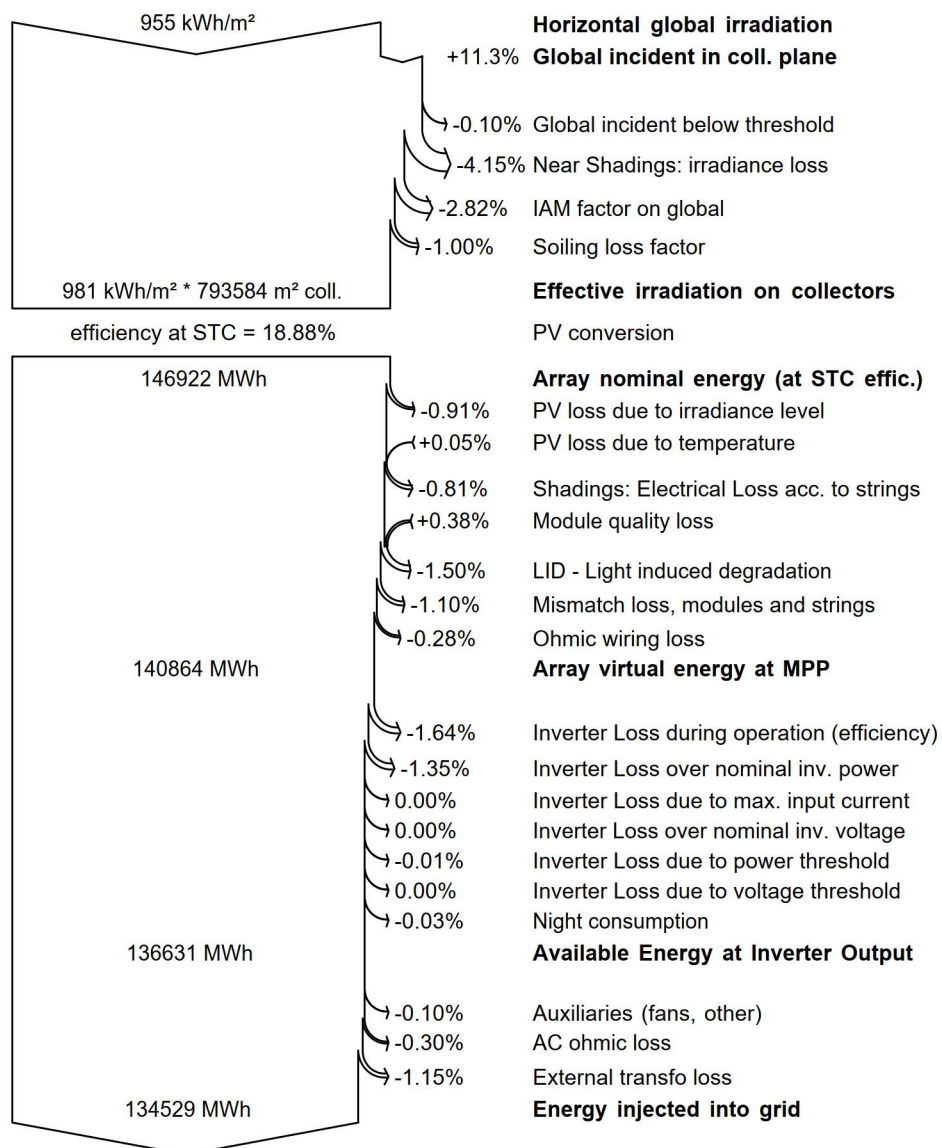 955 kWh/m² Horizontal global irradiation
+11.3% Global incident in coll. plane
-0.10% Global incident below threshold
-4.15% Near Shadings: irradiance loss
-2.82% IAM factor on global
-1.00% Soiling loss factor
981 kWh/m² * 793584 m² coll. Effective irradiation on collectors
efficiency at STC = 18.88% PV conversion
146922 MWh Array nominal energy (at STC effic.)
-0.91% PV loss due to irradiance level
+0.05% PV loss due to temperature
-0.81% Shadings: Electrical Loss acc. to strings
+0.38% Module quality loss
-1.50% LID - Light induced degradation
-1.10% Mismatch loss, modules and strings
-0.28% Ohmic wiring loss
140864 MWh Array virtual energy at MPP
-1.64% Inverter Loss during operation (efficiency)
-1.35% Inverter Loss over nominal inv. power
0.00% Inverter Loss due to max. input current
0.00% Inverter Loss over nominal inv. voltage
-0.01% Inverter Loss due to power threshold
0.00% Inverter Loss due to voltage threshold
-0.03% Night consumption
136631 MWh Available Energy at Inverter Output
-0.10% Auxiliaries (fans, other)
-0.30% AC ohmic loss
-1.15% External transfo loss
134529 MWh Energy injected into grid